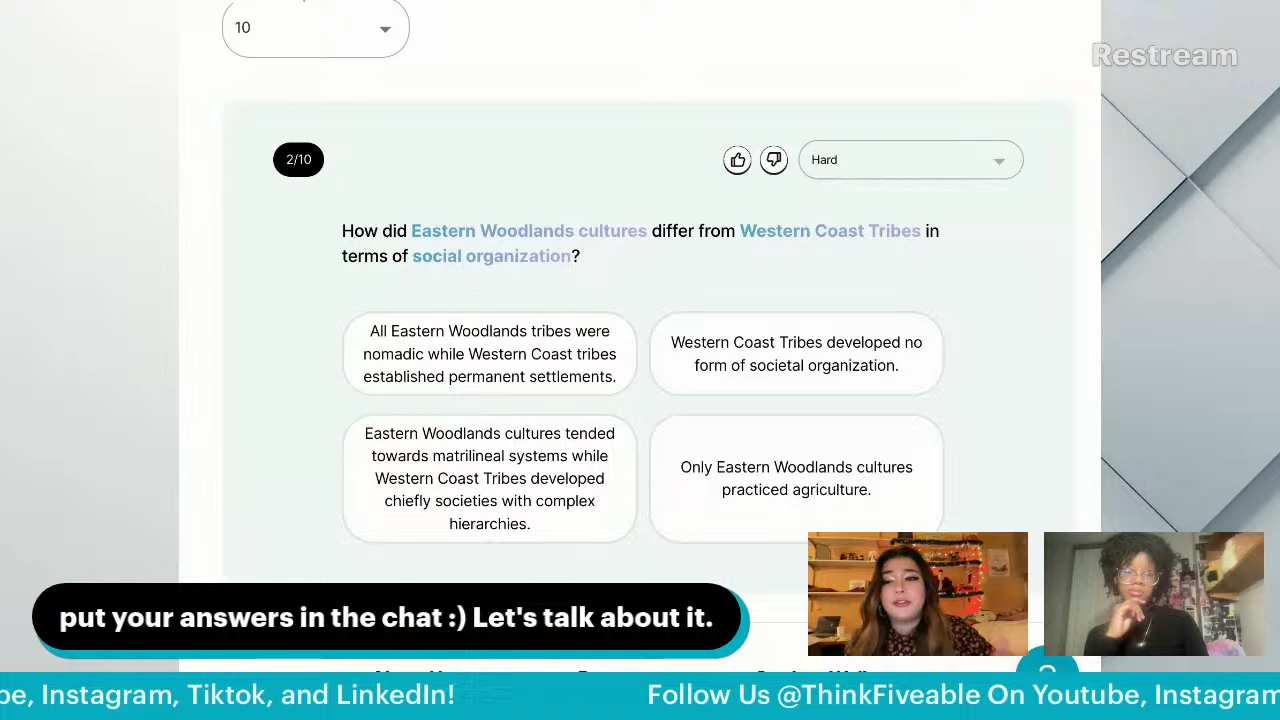 10
Restream
2/10
Hard
How did Eastern Woodlands cultures differ from Western Coast Tribes in
terms of social organization?
All Eastern Woodlands tribes were
nomadic while Western Coast tribes
established permanent settlements.
Western Coast Tribes developed no
form of societal organization.
Eastern Woodlands cultures tended
towards matrilineal systems while
Western Coast Tribes developed
chiefly societies with complex
hierarchies.
Only Eastern Woodlands cultures
practiced agriculture.
put your answers in the chat :) Let's talk about it.
be, Instagram, Tiktok, and LinkedIn!
Follow Us @ThinkFiveable On Youtube, Instagram